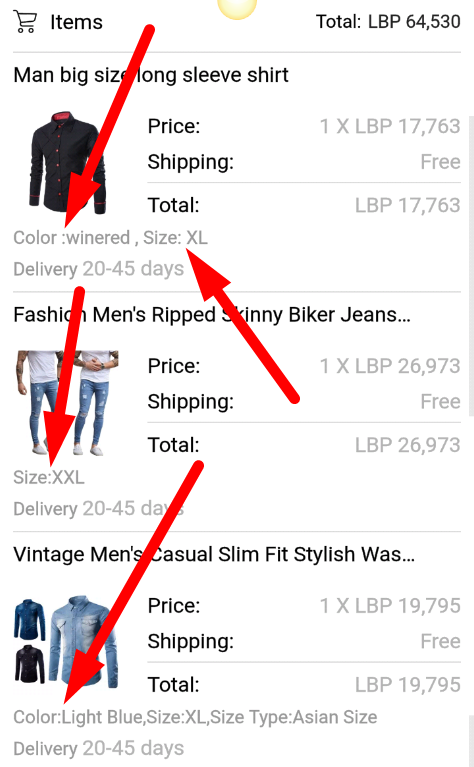 Items Total: LBP 64,530
Man big size long sleeve shirt
Price: 1 X LBP 17,763
Shipping: Free
Total: LBP 17,763
Color :winered , Size: XL
Delivery 20-45 days
Fashion Men's Ripped Skinny Biker Jeans...
Price: 1 X LBP 26,973
Shipping: Free
Total: LBP 26,973
Size:XXL
Delivery 20-45 days
Vintage Men's Casual Slim Fit Stylish Was...
Price: 1 X LBP 19,795
Shipping: Free
Total: LBP 19,795
Color:Light Blue,Size:XL,Size Type:Asian Size
Delivery 20-45 days